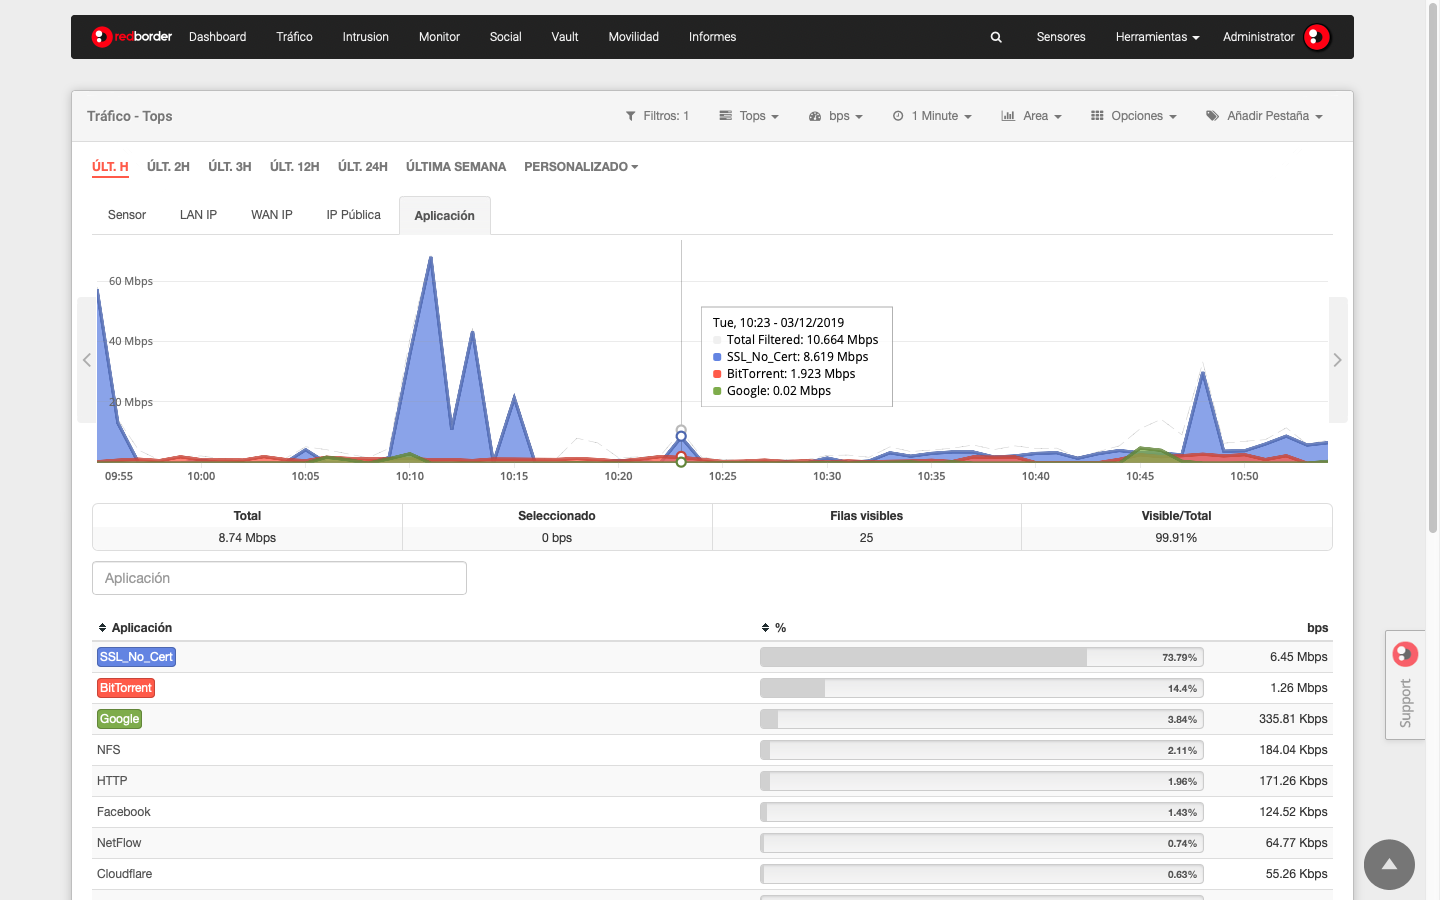 redborder Dashboard Tráfico Intrusion Monitor Social Vault Movilidad Informes Sensores Herramientas Administrator
Tráfico - Tops Filtros: 1 Tops bps 1 Minute Area Opciones Añadir Pestaña
ÚLT. H ÚLT. 2H ÚLT. 3H ÚLT. 12H ÚLT. 24H ÚLTIMA SEMANA PERSONALIZADO
Sensor LAN IP WAN IP IP Pública Aplicación
60 Mbps
40 Mbps
20 Mbps
Tue, 10:23 - 03/12/2019
Total Filtered: 10.664 Mbps
SSL_No_Cert: 8.619 Mbps
BitTorrent: 1.923 Mbps
Google: 0.02 Mbps
09:55 10:00 10:05 10:10 10:15 10:20 10:25 10:30 10:35 10:40 10:45 10:50
Total Seleccionado Filas visibles Visible/Total
8.74 Mbps 0 bps 25 99.91%
Aplicación
Aplicación % bps
SSL_No_Cert 73.79% 6.45 Mbps
BitTorrent 14.4% 1.26 Mbps
Google 3.84% 335.81 Kbps
NFS 2.11% 184.04 Kbps
HTTP 1.96% 171.26 Kbps
Facebook 1.43% 124.52 Kbps
NetFlow 0.74% 64.77 Kbps
Cloudflare 0.63% 55.26 Kbps
Support